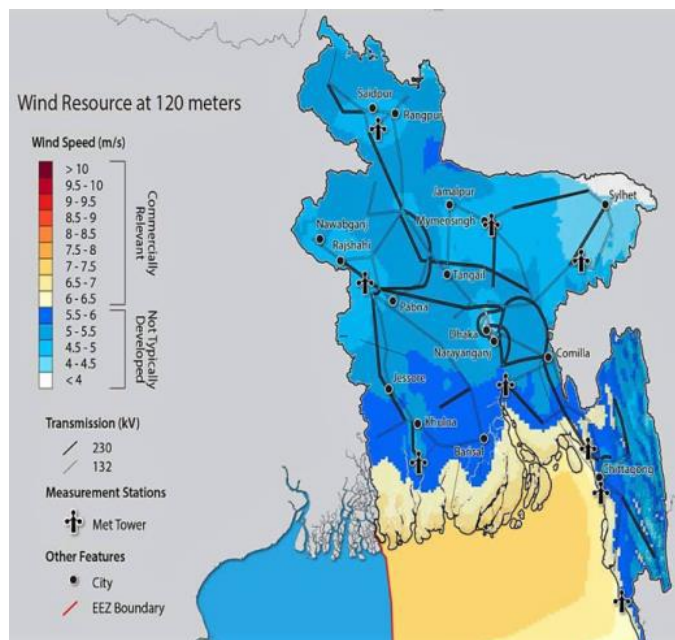 Wind Resource at 120 meters
Wind Speed (m/s)
> 10
9.5 - 10
9 - 9.5
8.5 - 9
8 - 8.5
7.5 - 8
7 - 7.5
6.5 - 7
6 - 6.5
5.5 - 6
5 - 5.5
4.5 - 5
4 - 4.5
< 4
Commercially
Relevant
Not Typically
Developed
Transmission (kV)
230
132
Measurement Stations
Met Tower
Other Features
City
EEZ Boundary
Saidpur
Rangpur
Jamalpur
Mymensingh
Sylhet
Nawabganj
Rajshahi
Tangail
Pabna
Dhaka
Narayanganj
Comilla
Jessore
Khulna
Barisal
Chittagong